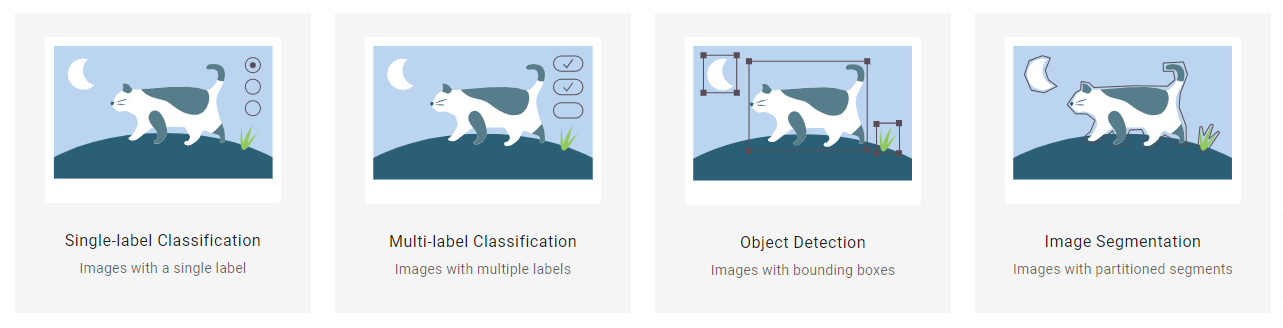 Single-label Classification
Images with a single label
Multi-label Classification
Images with multiple labels
Object Detection
Images with bounding boxes
Image Segmentation
Images with partitioned segments